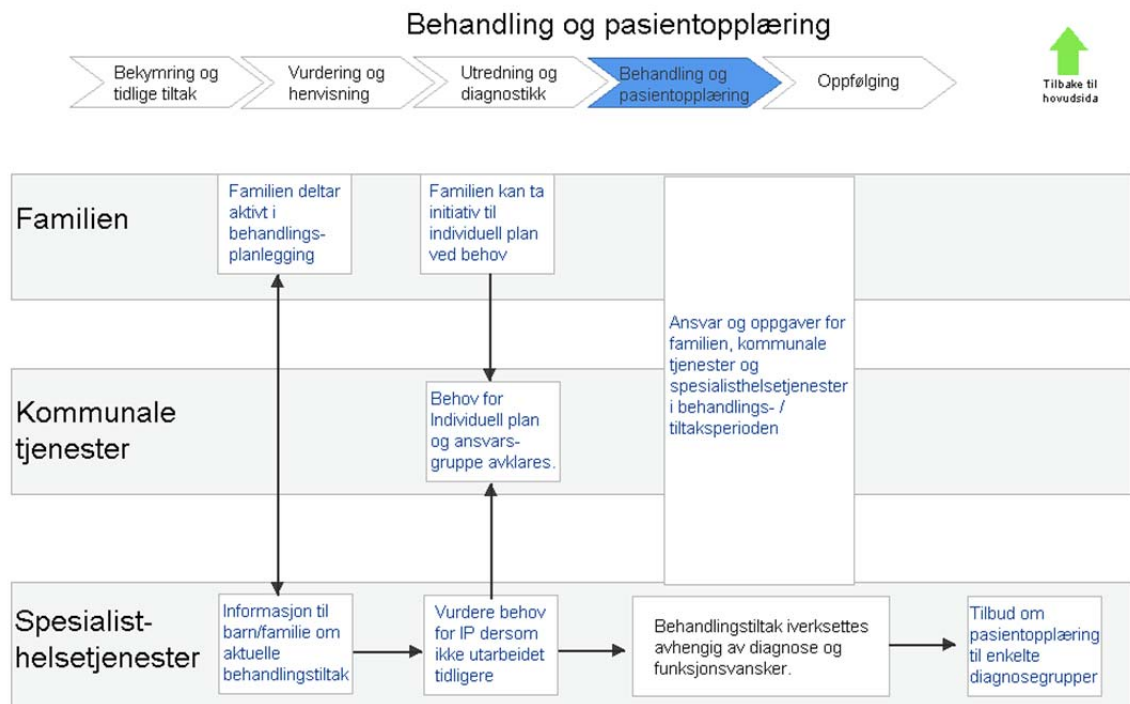 Behandling og pasientopplæring
Bekymring og
tidlige tiltak
Vurdering og
henvisning
Utredning og
diagnostikk
Behandling og
pasientopplæring
Oppfølging
Tilbake til
hovudsida
Familien
Familien deltar
aktivt i
behandlings-
planlegging
Familien kan ta
initiativ til
individuell plan
ved behov
Ansvar og oppgaver for
familien, kommunale
tjenester og
spesialisthelsetjenester
i behandlings- /
tiltaksperioden
Kommunale
tjenester
Behov for
Individuell plan
og ansvars-
gruppe avklares.
Spesialist-
helsetjenester
Informasjon til
barn/familie om
aktuelle
behandlingstiltak
Vurdere behov
for IP dersom
ikke utarbeidet
tidligere
Behandlingstiltak iverksettes
avhengig av diagnose og
funksjonsvansker.
Tilbud om
pasientopplæring
til enkelte
diagnosegrupper